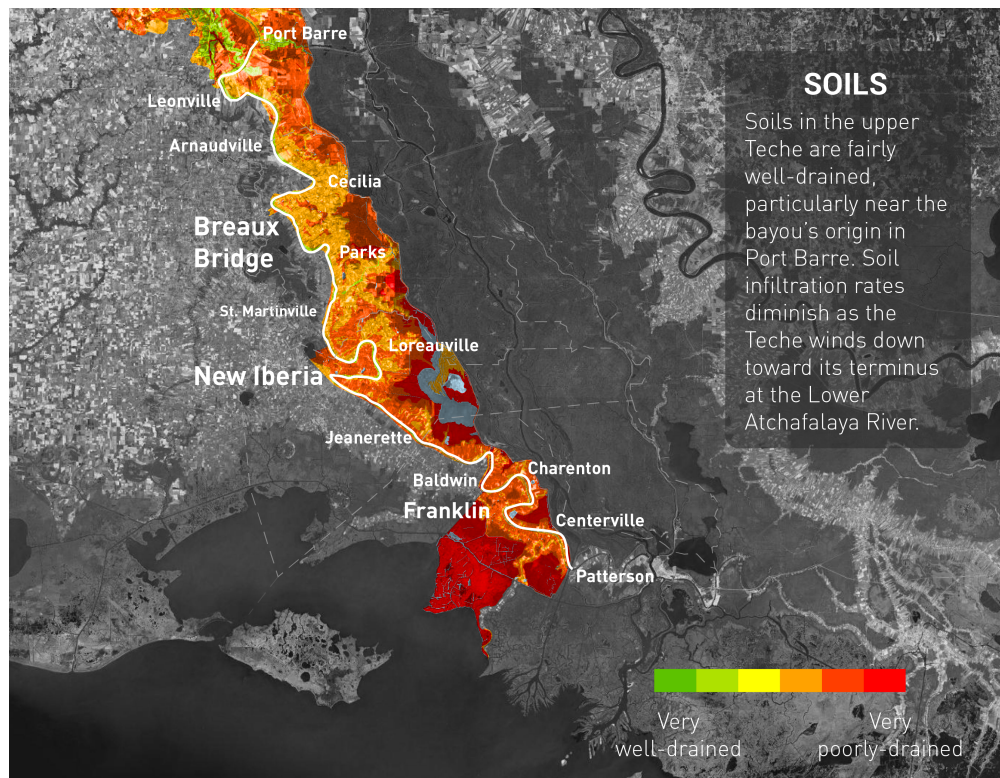 Port Barre
Leonville
Arnaudville
Cecilia
Breaux
Bridge
Parks
St. Martinville
Loreauville
New Iberia
Jeanerette
Charenton
Baldwin
Franklin
Centerville
Patterson
SOILS
Soils in the upper
Teche are fairly
well-drained,
particularly near the
bayou's origin in
Port Barre. Soil
infiltration rates
diminish as the
Teche winds down
toward its terminus
at the Lower
Atchafalaya River.
Very
well-drained
Very
poorly-drained